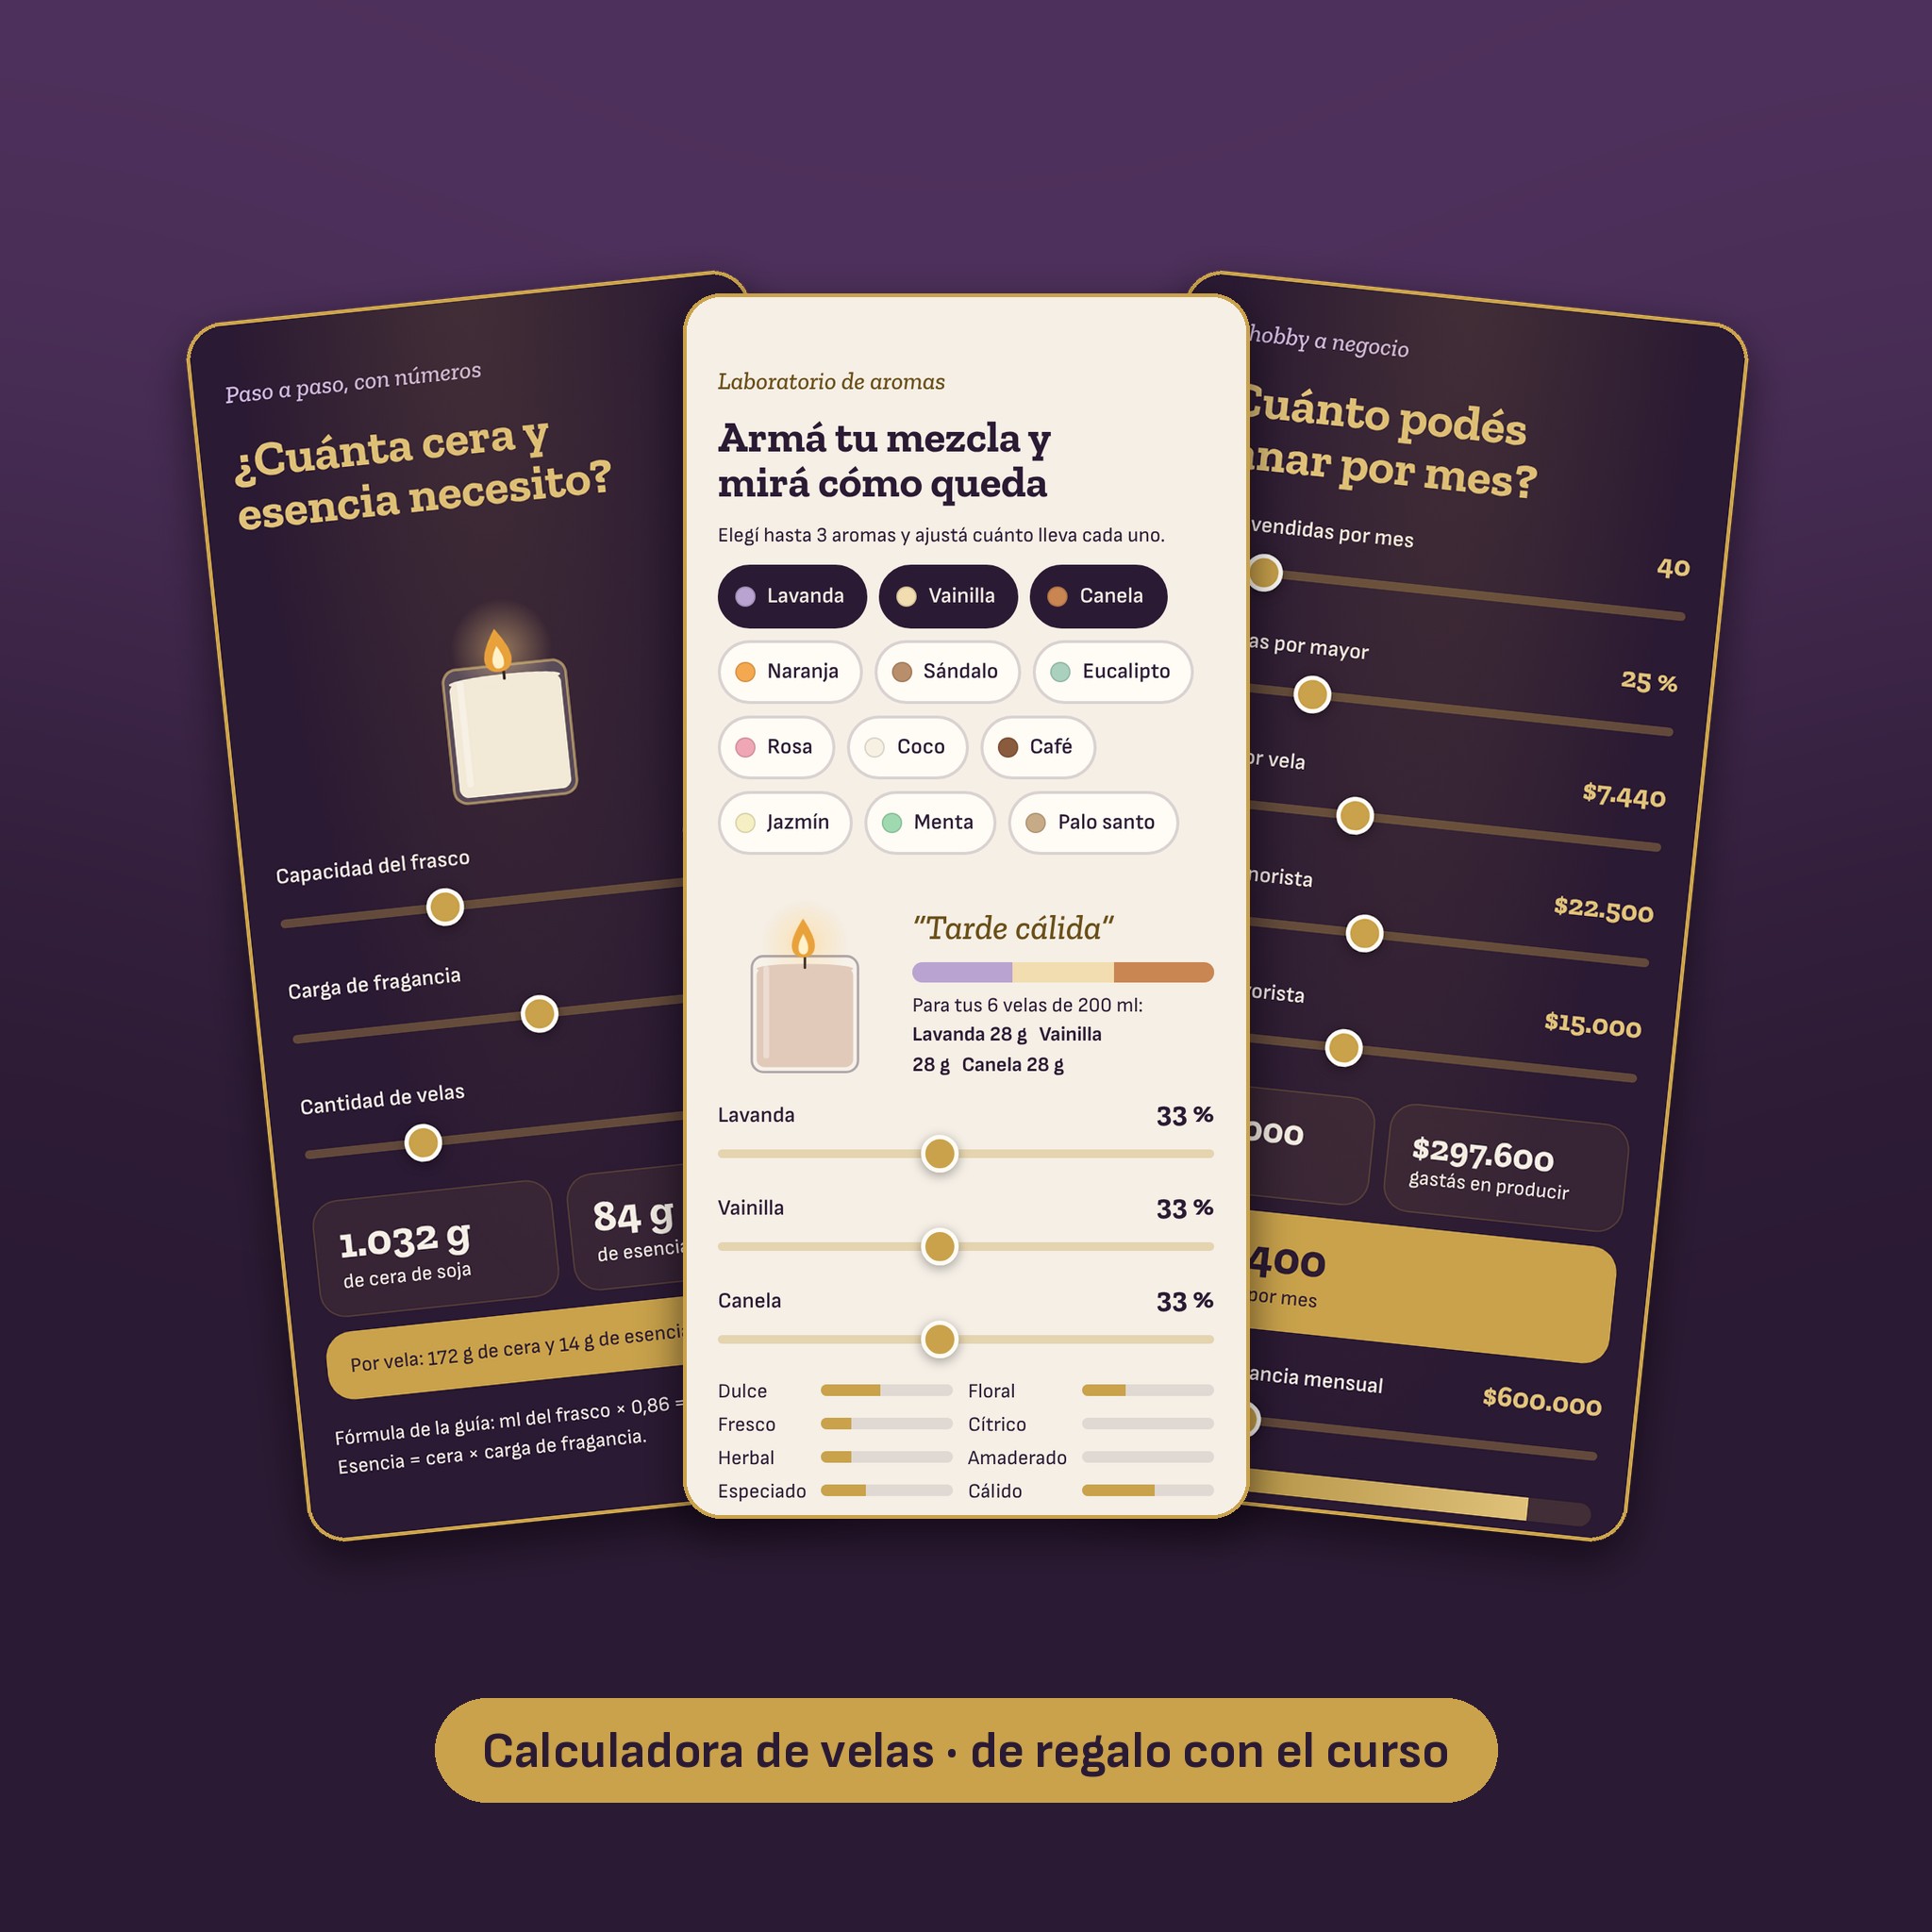 Paso a paso, con números
¿Cuánta cera y
esencia necesito?
Capacidad del frasco
Carga de fragancia
Cantidad de velas
1.032 g
de cera de soja
84 g
de esencia
Por vela: 172 g de cera y 14 g de esencia
Fórmula de la guía: ml del frasco × 0,86 =
Esencia = cera × carga de fragancia.
Laboratorio de aromas
Armá tu mezcla y
mirá cómo queda
Elegí hasta 3 aromas y ajustá cuánto lleva cada uno.
Lavanda Vainilla Canela
Naranja Sándalo Eucalipto
Rosa Coco Café
Jazmín Menta Palo santo
“Tarde cálida”
Para tus 6 velas de 200 ml:
Lavanda 28 g Vainilla
28 g Canela 28 g
Lavanda 33 %
Vainilla 33 %
Canela 33 %
Dulce Floral
Fresco Cítrico
Herbal Amaderado
Especiado Cálido
hobby a negocio
Cuánto podés
por mes?
vendidas por mes
40
por mayor
25 %
vela
$7.440
$22.500
$15.000
$297.600
gastás en producir
400
por mes
mensual
$600.000
Calculadora de velas · de regalo con el curso